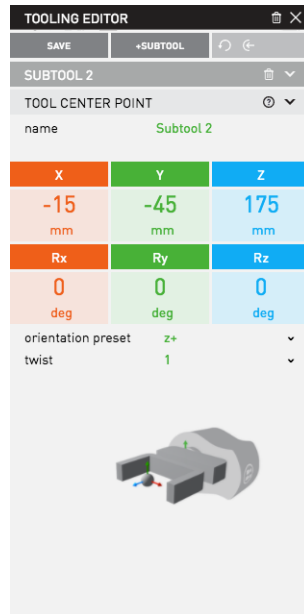 TOOLING EDITOR
SAVE
+SUBTOOL
SUBTOOL 2
TOOL CENTER POINT
name Subtool 2
X Y Z
-15 -45 175
mm mm mm
Rx Ry Rz
0 0 0
deg deg deg
orientation preset z+
twist 1